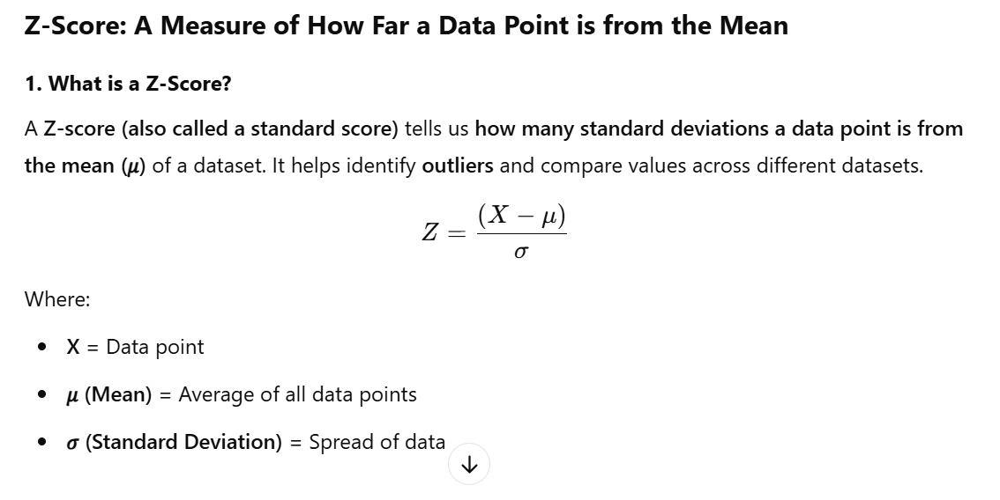 Z-Score: A Measure of How Far a Data Point is from the Mean
1. What is a Z-Score?
A Z-score (also called a standard score) tells us how many standard deviations a data point is from
the mean (μ) of a dataset. It helps identify outliers and compare values across different datasets.
Z = (X − μ) / σ
Where:
• X = Data point
• μ (Mean) = Average of all data points
• σ (Standard Deviation) = Spread of data